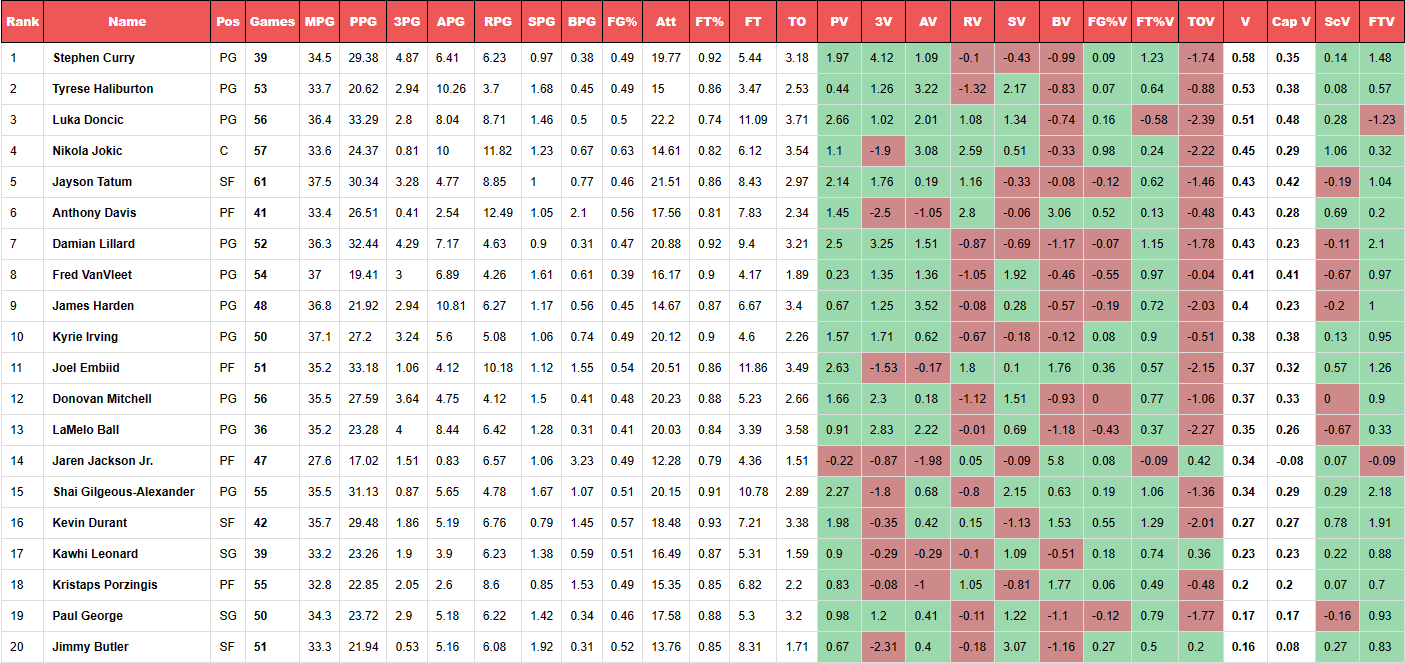 Rank Name Pos Games MPG PPG 3PG APG RPG SPG BPG FG% Att FT% FT TO PV 3V AV RV SV BV FG%V FT%V TOV V Cap V ScV FTV
1 Stephen Curry PG 39 34.5 29.38 4.87 6.41 6.23 0.97 0.38 0.49 19.77 0.92 5.44 3.18 1.97 4.12 1.09 -0.1 -0.43 -0.99 0.09 1.23 -1.74 0.58 0.35 0.14 1.48
2 Tyrese Haliburton PG 53 33.7 20.62 2.94 10.26 3.7 1.68 0.45 0.49 15 0.86 3.47 2.53 0.44 1.26 3.22 -1.32 2.17 -0.83 0.07 0.64 -0.88 0.53 0.38 0.08 0.57
3 Luka Doncic PG 56 36.4 33.29 2.8 8.04 8.71 1.46 0.5 0.5 22.2 0.74 11.09 3.71 2.66 1.02 2.01 1.08 1.34 -0.74 0.16 -0.58 -2.39 0.51 0.48 0.28 -1.23
4 Nikola Jokic C 57 33.6 24.37 0.81 10 11.82 1.23 0.67 0.63 14.61 0.82 6.12 3.54 1.1 -1.9 3.08 2.59 0.51 -0.33 0.98 0.24 -2.22 0.45 0.29 1.06 0.32
5 Jayson Tatum SF 61 37.5 30.34 3.28 4.77 8.85 1 0.77 0.46 21.51 0.86 8.43 2.97 2.14 1.76 0.19 1.16 -0.33 -0.08 -0.12 0.62 -1.46 0.43 0.42 -0.19 1.04
6 Anthony Davis PF 41 33.4 26.51 0.41 2.54 12.49 1.05 2.1 0.56 17.56 0.81 7.83 2.34 1.45 -2.5 -1.05 2.8 -0.06 3.06 0.52 0.13 -0.48 0.43 0.28 0.69 0.2
7 Damian Lillard PG 52 36.3 32.44 4.29 7.17 4.63 0.9 0.31 0.47 20.88 0.92 9.4 3.21 2.5 3.25 1.51 -0.87 -0.69 -1.17 -0.07 1.15 -1.78 0.43 0.23 -0.11 2.1
8 Fred VanVleet PG 54 37 19.41 3 6.89 4.26 1.61 0.61 0.39 16.17 0.9 4.17 1.89 0.23 1.35 1.36 -1.05 1.92 -0.46 -0.55 0.97 -0.04 0.41 0.41 -0.67 0.97
9 James Harden PG 48 36.8 21.92 2.94 10.81 6.27 1.17 0.56 0.45 14.67 0.87 6.67 3.4 0.67 1.25 3.52 -0.08 0.28 -0.57 -0.19 0.72 -2.03 0.4 0.23 -0.2 1
10 Kyrie Irving PG 50 37.1 27.2 3.24 5.6 5.08 1.06 0.74 0.49 20.12 0.9 4.6 2.26 1.57 1.71 0.62 -0.67 -0.18 -0.12 0.08 0.9 -0.51 0.38 0.38 0.13 0.95
11 Joel Embiid PF 51 35.2 33.18 1.06 4.12 10.18 1.12 1.55 0.54 20.51 0.86 11.86 3.49 2.63 -1.53 -0.17 1.8 0.1 1.76 0.36 0.57 -2.15 0.37 0.32 0.57 1.26
12 Donovan Mitchell PG 56 35.5 27.59 3.64 4.75 4.12 1.5 0.41 0.48 20.23 0.88 5.23 2.66 1.66 2.3 0.18 -1.12 1.51 -0.93 0 0.77 -1.06 0.37 0.33 0 0.9
13 LaMelo Ball PG 36 35.2 23.28 4 8.44 6.42 1.28 0.31 0.41 20.03 0.84 3.39 3.58 0.91 2.83 2.22 -0.01 0.69 -1.18 -0.43 0.37 -2.27 0.35 0.26 -0.67 0.33
14 Jaren Jackson Jr. PF 47 27.6 17.02 1.51 0.83 6.57 1.06 3.23 0.49 12.28 0.79 4.36 1.51 -0.22 -0.87 -1.98 0.05 -0.09 5.8 0.08 -0.09 0.42 0.34 -0.08 0.07 -0.09
15 Shai Gilgeous-Alexander PG 55 35.5 31.13 0.87 5.65 4.78 1.67 1.07 0.51 20.15 0.91 10.78 2.89 2.27 -1.8 0.68 -0.8 2.15 0.63 0.19 1.06 -1.36 0.34 0.29 0.29 2.18
16 Kevin Durant SF 42 35.7 29.48 1.86 5.19 6.76 0.79 1.45 0.57 18.48 0.93 7.21 3.38 1.98 -0.35 0.42 0.15 -1.13 1.53 0.55 1.29 -2.01 0.27 0.27 0.78 1.91
17 Kawhi Leonard SG 39 33.2 23.26 1.9 3.9 6.23 1.38 0.59 0.51 16.49 0.87 5.31 1.59 0.9 -0.29 -0.29 -0.1 1.09 -0.51 0.18 0.74 0.36 0.23 0.23 0.22 0.88
18 Kristaps Porzingis PF 55 32.8 22.85 2.05 2.6 8.6 0.85 1.53 0.49 15.35 0.85 6.82 2.2 0.83 -0.08 -1 1.05 -0.81 1.77 0.06 0.49 -0.48 0.2 0.2 0.07 0.7
19 Paul George SG 50 34.3 23.72 2.9 5.18 6.22 1.42 0.34 0.46 17.58 0.88 5.3 3.2 0.98 1.2 0.41 -0.11 1.22 -1.1 -0.12 0.79 -1.77 0.17 0.17 -0.16 0.93
20 Jimmy Butler SF 51 33.3 21.94 0.53 5.16 6.08 1.92 0.31 0.53 13.86 0.85 8.31 1.71 0.67 -2.31 0.4 -0.18 3.07 -1.16 0.27 0.5 0.2 0.16 0.08 0.27 0.83